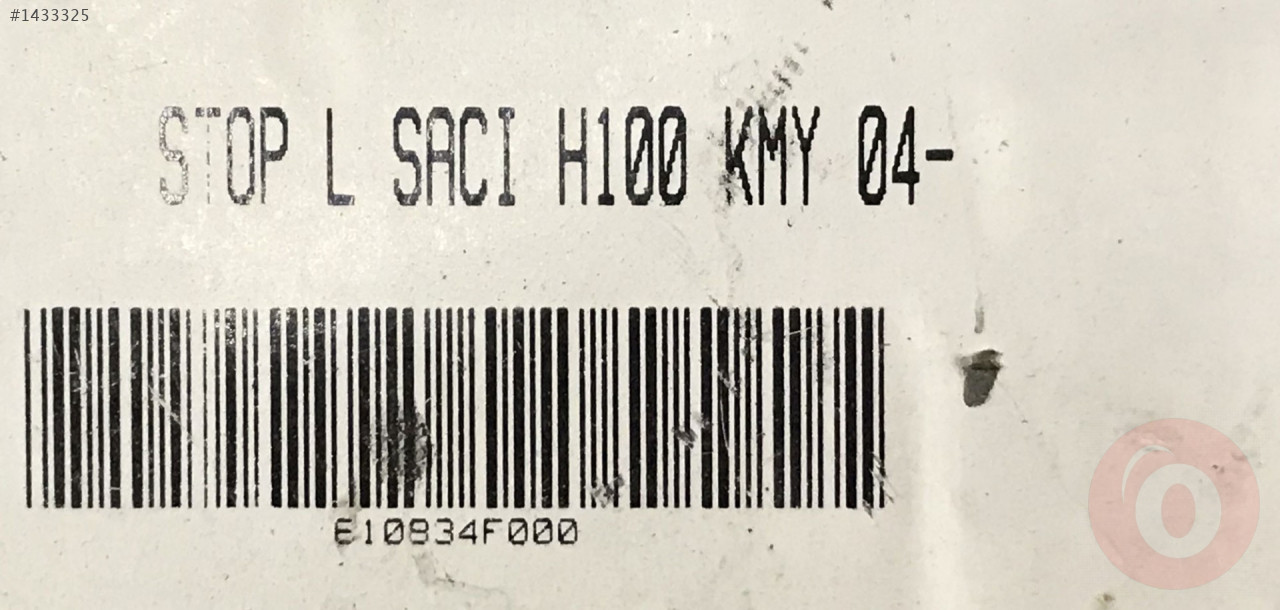 #1433325
STOP L SACI H100 KMY 04-
E10834F000